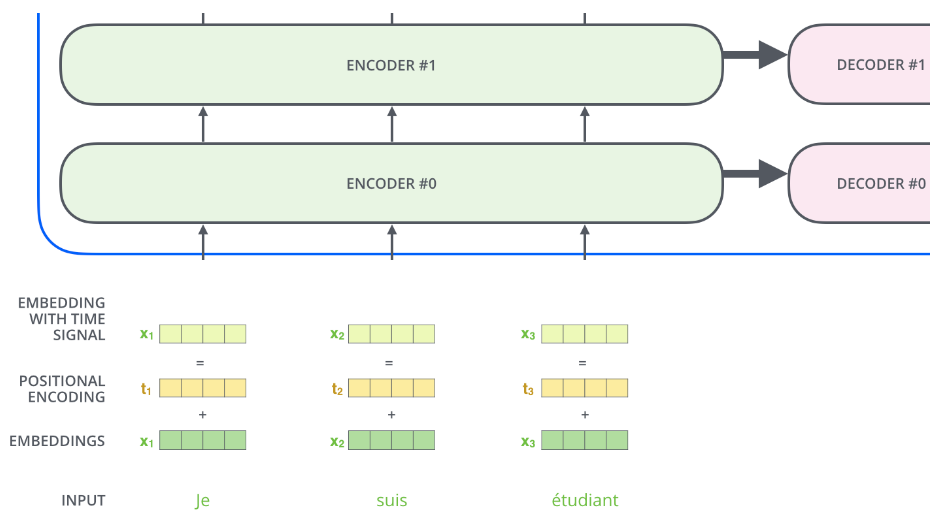 ENCODER #1
DECODER #1
ENCODER #0
DECODER #0
EMBEDDING
WITH TIME
SIGNAL
x1
x2
x3
= = =
POSITIONAL
ENCODING
t1
t2
t3
+ + +
EMBEDDINGS
x1
x2
x3
INPUT
Je
suis
étudiant